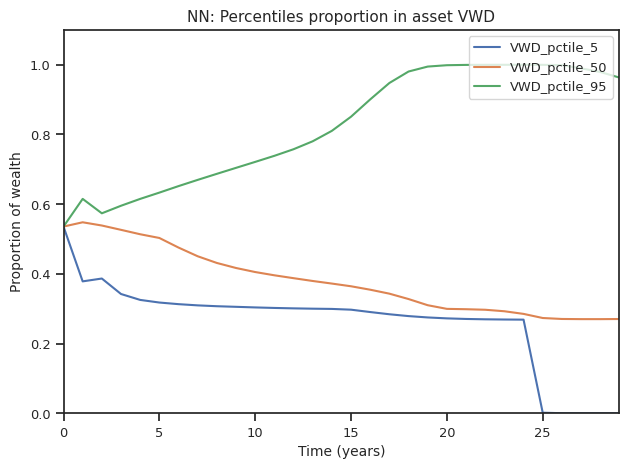 NN: Percentiles proportion in asset VWD
VWD_pctile_5
VWD_pctile_50
VWD_pctile_95
Proportion of wealth
1.0
0.8
0.6
0.4
0.2
0.0
0
5
10
15
20
25
Time (years)